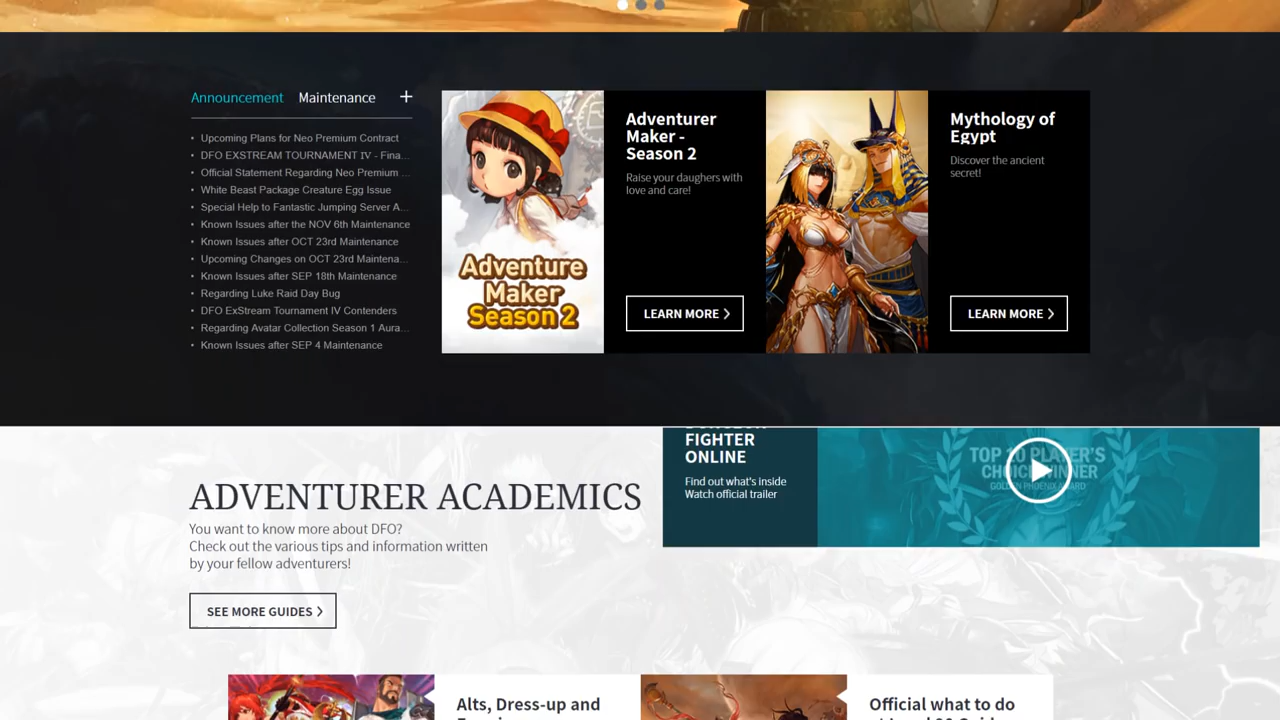 Announcement Maintenance +
Upcoming Plans for Neo Premium Contract
DFO EXSTREAM TOURNAMENT IV - Fina...
Official Statement Regarding Neo Premium ...
White Beast Package Creature Egg Issue
Special Help to Fantastic Jumping Server A...
Known Issues after the NOV 6th Maintenance
Known Issues after OCT 23rd Maintenance
Upcoming Changes on OCT 23rd Maintena...
Known Issues after SEP 18th Maintenance
Regarding Luke Raid Day Bug
DFO ExStream Tournament IV Contenders
Regarding Avatar Collection Season 1 Aura...
Known Issues after SEP 4 Maintenance
Adventure
Maker
Season 2
Adventurer
Maker -
Season 2
Raise your daughters with
love and care!
LEARN MORE >
Mythology of
Egypt
Discover the ancient
secret!
LEARN MORE >
FIGHTER
ONLINE
Find out what's inside
Watch official trailer
TOP 10 PLAYER'S
CHOICE WINNER
GOLDEN PHOENIX AWARD
ADVENTURER ACADEMICS
You want to know more about DFO?
Check out the various tips and information written
by your fellow adventurers!
SEE MORE GUIDES >
Alts, Dress-up and
Official what to do